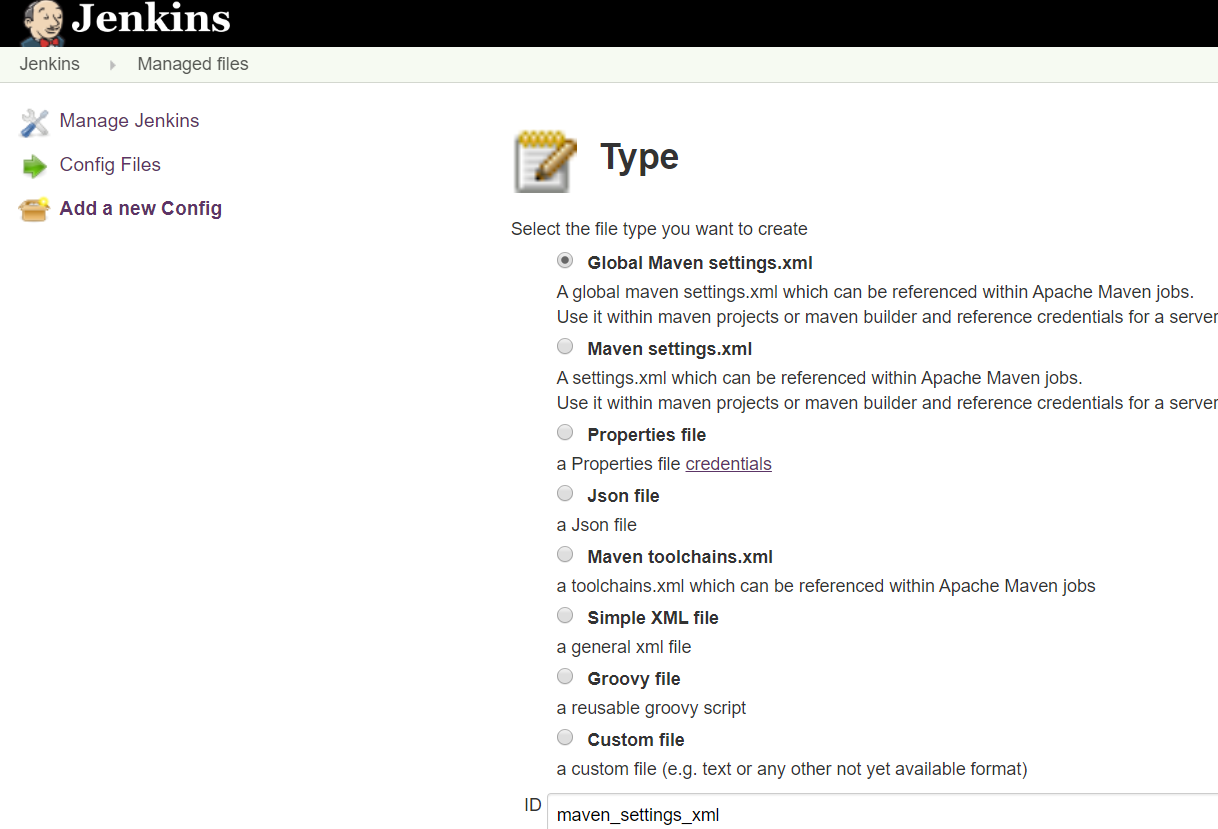 Jenkins
Jenkins
Managed files
Manage Jenkins
Config Files
Add a new Config
Type
Select the file type you want to create
Global Maven settings.xml
A global maven settings.xml which can be referenced within Apache Maven jobs.
Use it within maven projects or maven builder and reference credentials for a server
Maven settings.xml
A settings.xml which can be referenced within Apache Maven jobs.
Use it within maven projects or maven builder and reference credentials for a server
Properties file
a Properties file credentials
Json file
a Json file
Maven toolchains.xml
a toolchains.xml which can be referenced within Apache Maven jobs
Simple XML file
a general xml file
Groovy file
a reusable groovy script
Custom file
a custom file (e.g. text or any other not yet available format)
ID
maven_settings_xml